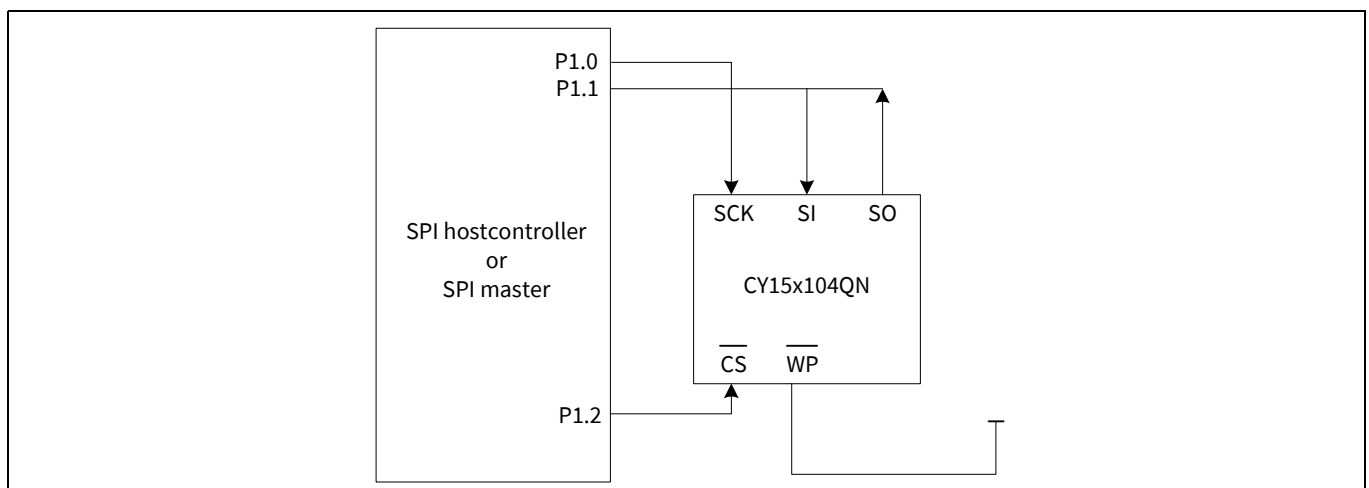 P1.0
P1.1
SCK SI SO
SPI hostcontroller
or
SPI master
CY15x104QN
CS WP
P1.2